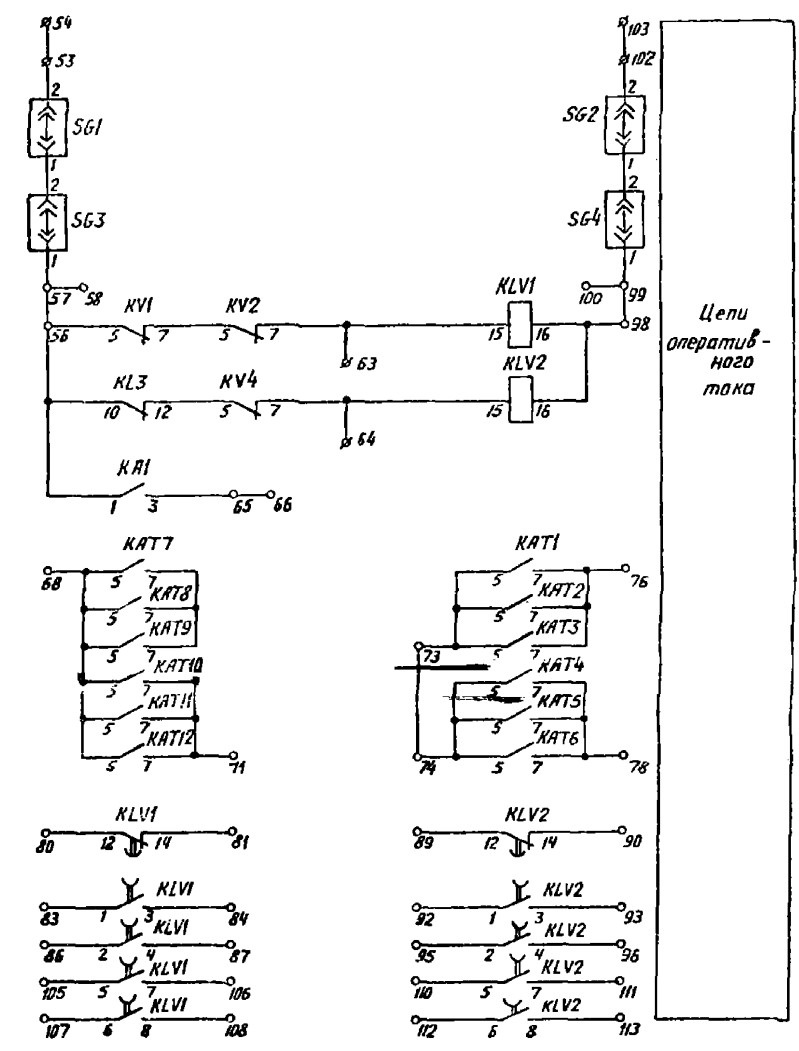 54 103
53 102
2 2
SG1 SG2
1 1
2 2
SG3 SG4
1 1
57 58 100 99
KV1 KV2 KLV1
56 5 7 5 7 15 16 98
63
KL3 KV4 KLV2
10 12 5 7 15 16
64
KA1
1 3 65 66
Цепи
оператив-
ного
тока
KAT7 KAT1
68 5 7 5 7 76
KAT8 KAT2
5 7 5 7
KAT9 KAT3
5 7 73 5 7
KAT10 KAT4
5 7 5 7
KAT11 KAT5
5 7 5 7
KAT12 KAT6
5 7 71 74 5 7 78
KLV1 KLV2
80 12 14 81 89 12 14 90
KLV1 KLV2
83 1 3 84 92 1 3 93
KLV1 KLV2
86 2 4 87 95 2 4 96
KLV1 KLV2
105 5 7 106 110 5 7 111
KLV1 KLV2
107 6 8 108 112 6 8 113